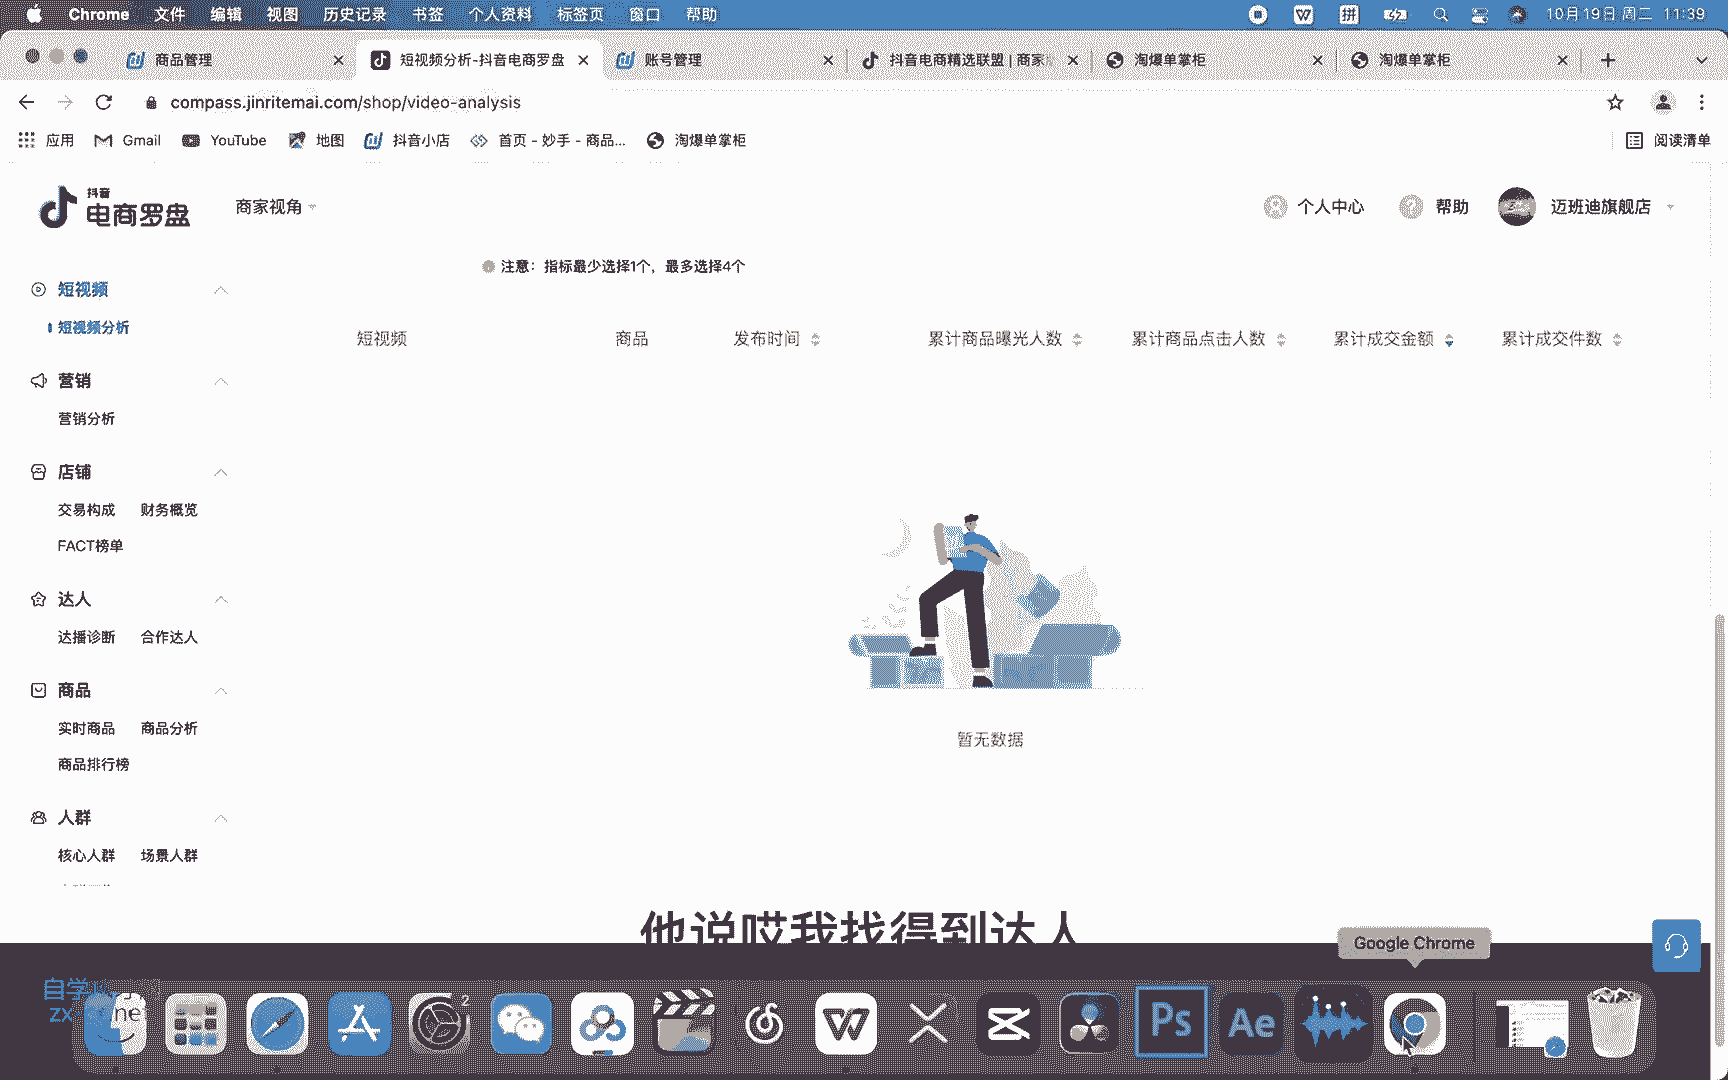 Chrome 文件 编辑 视图 历史记录 书签 个人资料 标签页 窗口 帮助 拼 10月19日 周二 11:39
商品管理 短视频分析-抖音电商罗盘 账号管理 抖音电商精选联盟 | 商家 淘爆单掌柜 淘爆单掌柜
compass.jinritemai.com/shop/video-analysis
应用 Gmail YouTube 地图 抖音小店 首页 - 妙手 - 商品... 淘爆单掌柜 阅读清单
抖音
电商罗盘 商家视角 个人中心 帮助 迈班迪旗舰店
注意：指标最少选择1个，最多选择4个
短视频
短视频分析
短视频 商品 发布时间 累计商品曝光人数 累计商品点击人数 累计成交金额 累计成交件数
营销
营销分析
店铺
交易构成 财务概览
FACT榜单
达人
达播诊断 合作达人
商品
实时商品 商品分析
暂无数据
商品排行榜
人群
核心人群 场景人群
他说哎我找得到达人
Google Chrome
自学
zx
2
Ps
Ae